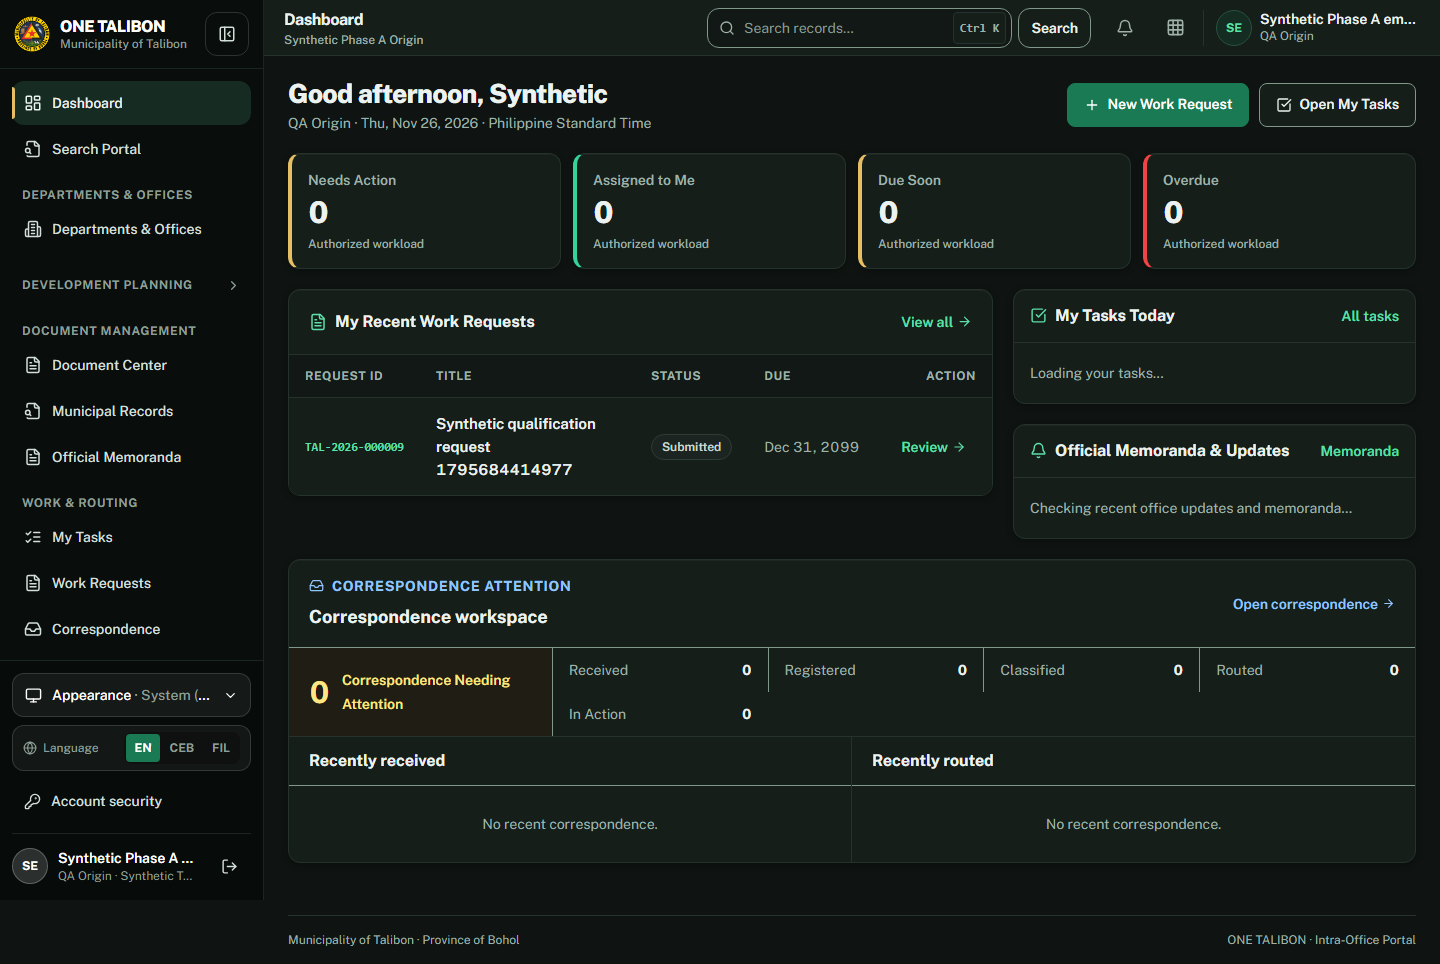 ONE TALIBON
Municipality of Talibon
Dashboard
Search Portal
DEPARTMENTS & OFFICES
Departments & Offices
DEVELOPMENT PLANNING
DOCUMENT MANAGEMENT
Document Center
Municipal Records
Official Memoranda
WORK & ROUTING
My Tasks
Work Requests
Correspondence
Appearance · System (...
Language EN CEB FIL
Account security
SE Synthetic Phase A ...
QA Origin · Synthetic T...
Dashboard
Synthetic Phase A Origin
Search records... Ctrl K Search
SE Synthetic Phase A em...
QA Origin
Good afternoon, Synthetic
QA Origin · Thu, Nov 26, 2026 · Philippine Standard Time
New Work Request Open My Tasks
Needs Action
0
Authorized workload
Assigned to Me
0
Authorized workload
Due Soon
0
Authorized workload
Overdue
0
Authorized workload
My Recent Work Requests View all
REQUEST ID TITLE STATUS DUE ACTION
TAL-2026-000009
Synthetic qualification
request
1795684414977
Submitted Dec 31, 2099 Review
My Tasks Today All tasks
Loading your tasks...
Official Memoranda & Updates Memoranda
Checking recent office updates and memoranda...
CORRESPONDENCE ATTENTION
Correspondence workspace
Open correspondence
0 Correspondence Needing
Attention
Received 0 Registered 0 Classified 0 Routed 0
In Action 0
Recently received
No recent correspondence.
Recently routed
No recent correspondence.
Municipality of Talibon · Province of Bohol
ONE TALIBON · Intra-Office Portal